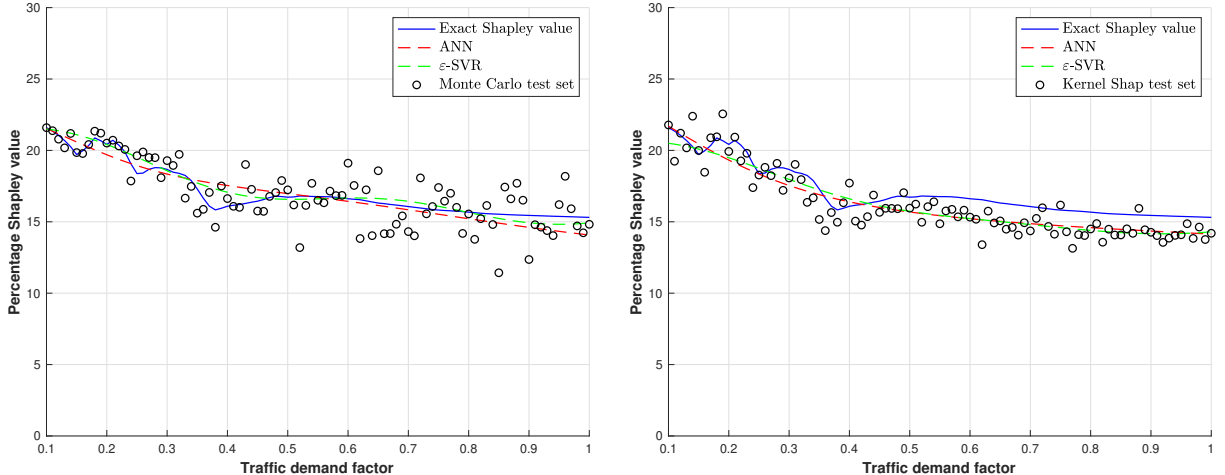 30
25
20
15
10
5
0
Percentage Shapley value
Exact Shapley value
ANN
ε-SVR
Monte Carlo test set
0.1 0.2 0.3 0.4 0.5 0.6 0.7 0.8 0.9 1
Traffic demand factor
30
25
20
15
10
5
0
Percentage Shapley value
Exact Shapley value
ANN
ε-SVR
Kernel Shap test set
0.1 0.2 0.3 0.4 0.5 0.6 0.7 0.8 0.9 1
Traffic demand factor